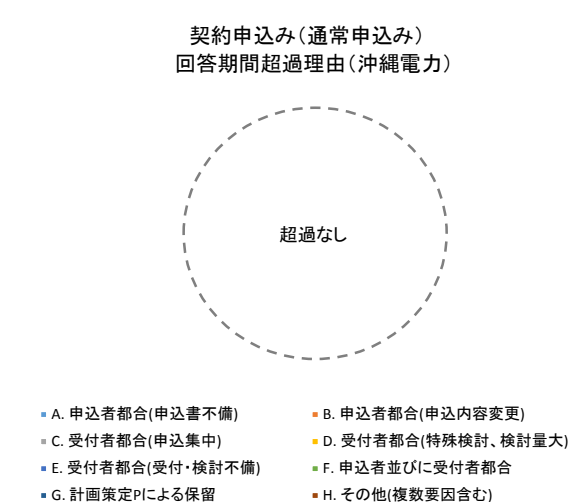 契約申込み（通常申込み）
回答期間超過理由（沖縄電力）
超過なし
A. 申込者都合(申込書不備)
B. 申込者都合(申込内容変更)
C. 受付者都合(申込集中)
D. 受付者都合(特殊検討、検討量大)
E. 受付者都合(受付・検討不備)
F. 申込者並びに受付者都合
G. 計画策定Pによる保留
H. その他(複数要因含む)